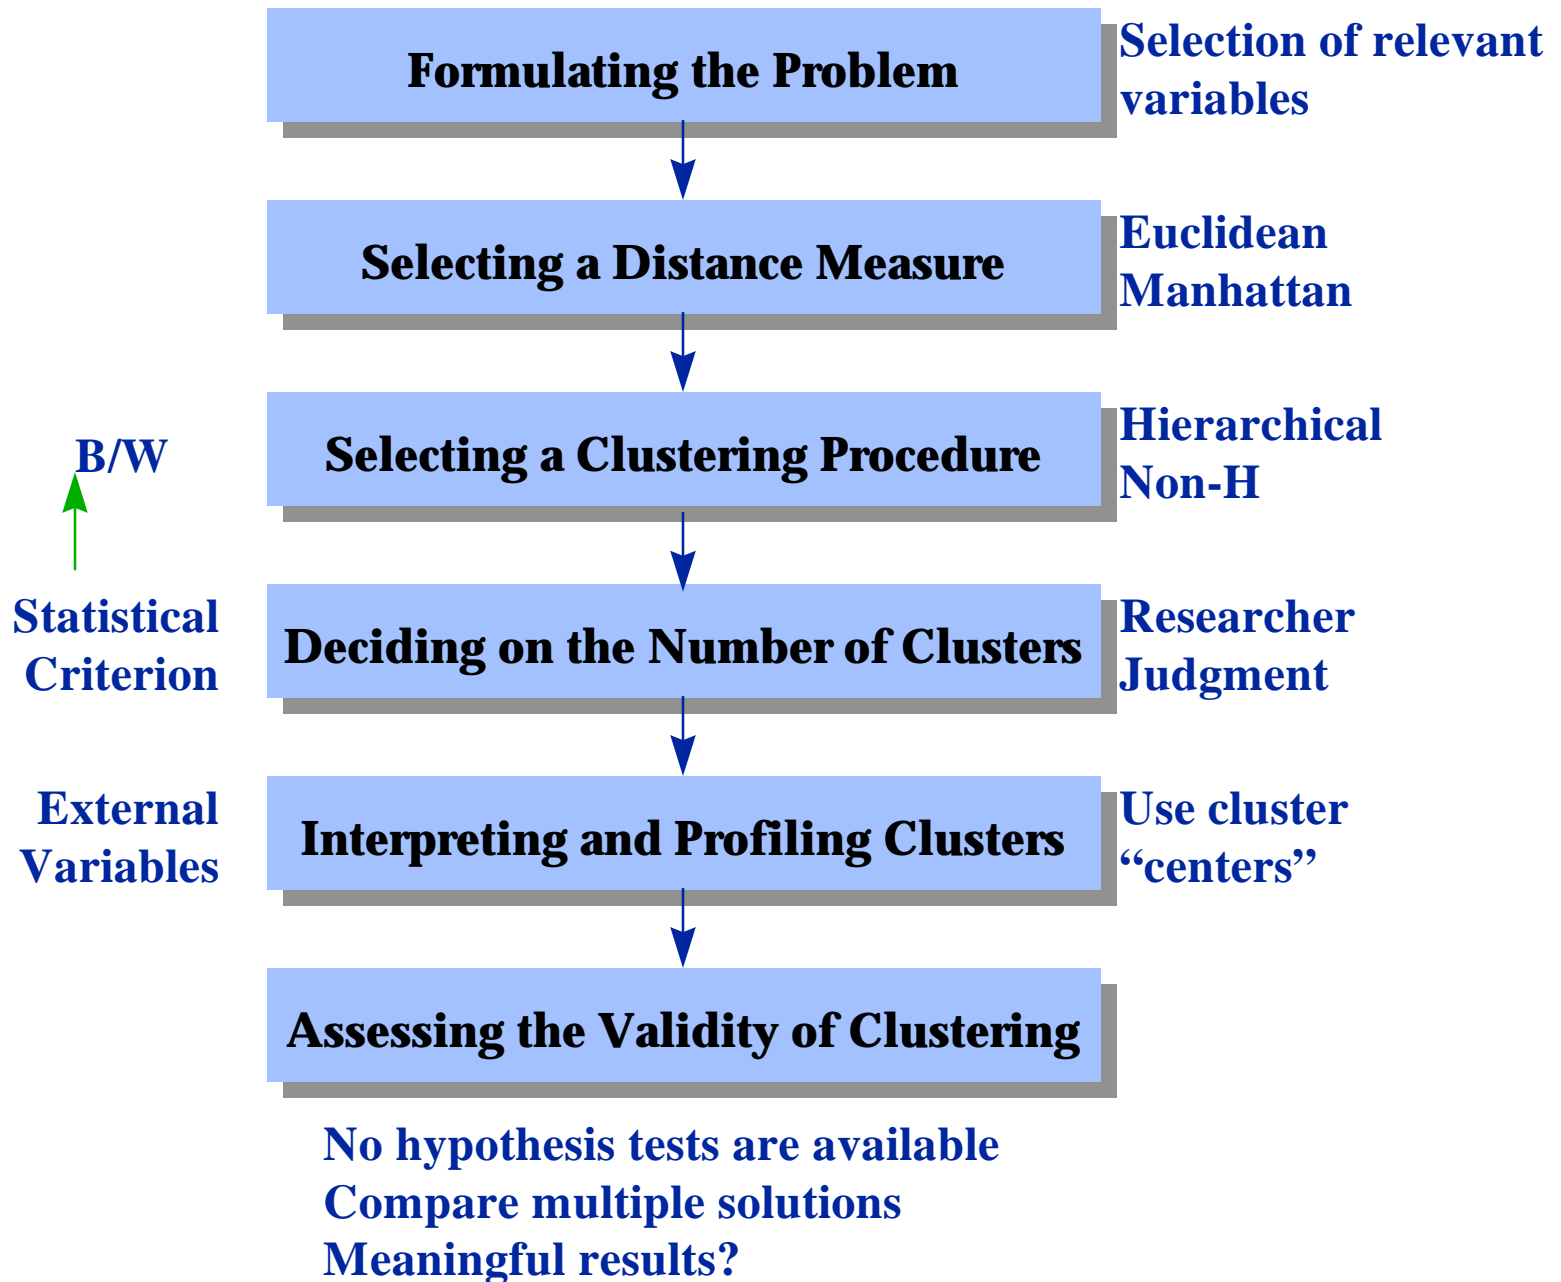 Formulating the Problem
Selection of relevant
variables
Selecting a Distance Measure
Euclidean
Manhattan
B/W
Selecting a Clustering Procedure
Hierarchical
Non-H
Statistical
Criterion
Deciding on the Number of Clusters
Researcher
Judgment
External
Variables
Interpreting and Profiling Clusters
Use cluster
“centers”
Assessing the Validity of Clustering
No hypothesis tests are available
Compare multiple solutions
Meaningful results?